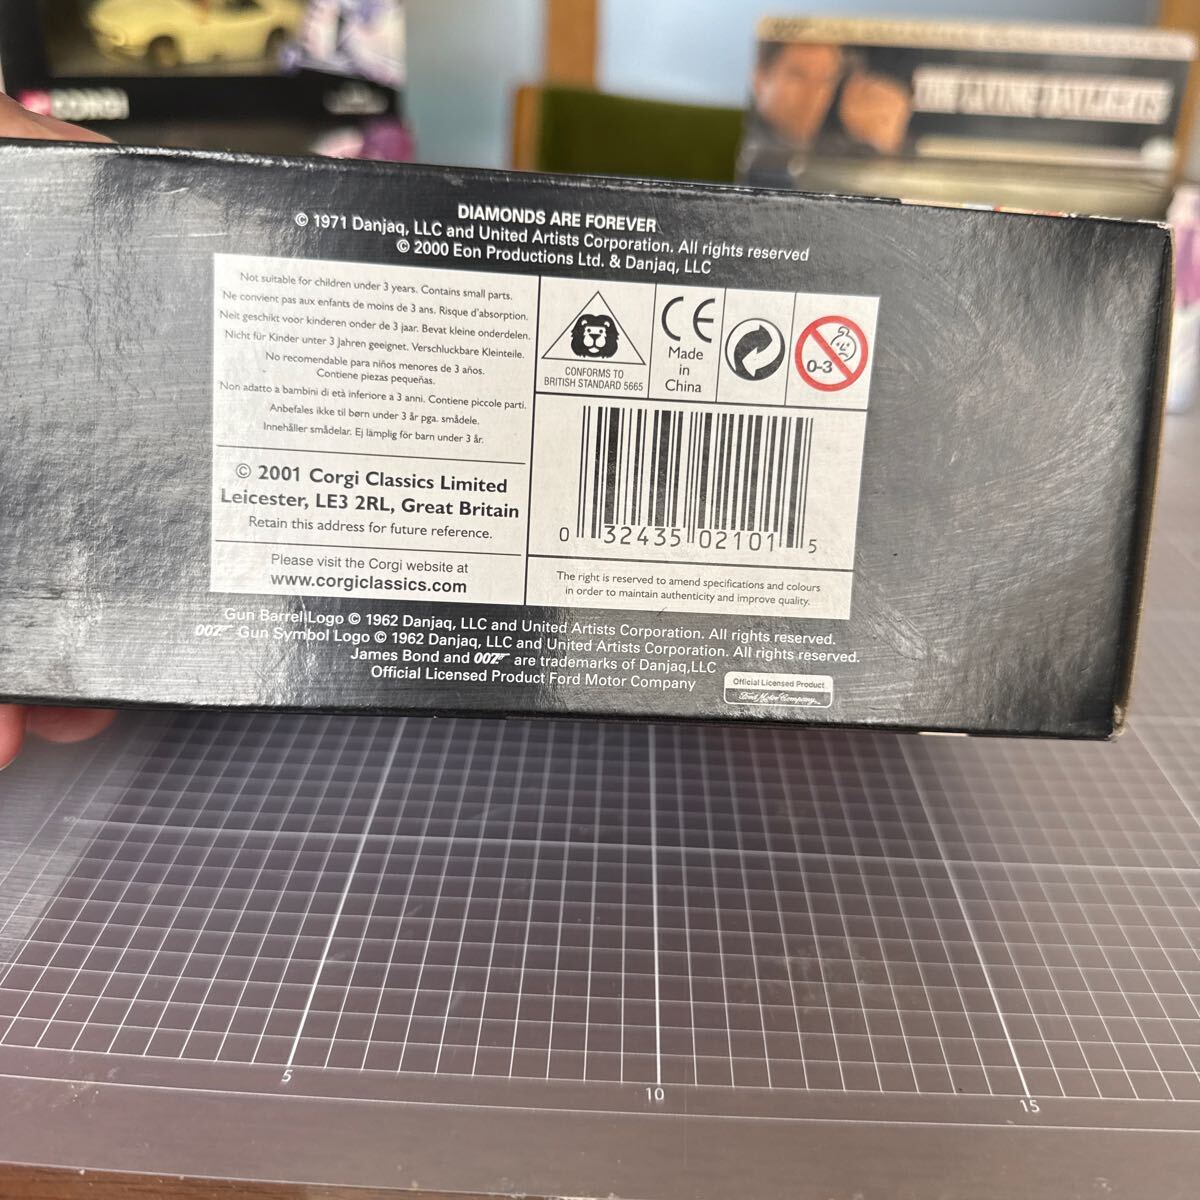 CORGI
THE LIVING DAYLIGHTS
DIAMONDS ARE FOREVER
© 1971 Danjaq, LLC and United Artists Corporation. All rights reserved
© 2000 Eon Productions Ltd. & Danjaq, LLC
Not suitable for children under 3 years. Contains small parts.
Ne convient pas aux enfants de moins de 3 ans. Risque d'absorption.
Neit geschikt voor kinderen onder de 3 jaar. Bevat kleine onderdelen.
Nicht für Kinder unter 3 Jahren geeignet. Verschluckbare Kleinteile.
No recomendable para niños menores de 3 años.
Contiene piezas pequeñas.
Non adatto a bambini di età inferiore a 3 anni. Contiene piccole parti.
Anbefales ikke til børn under 3 år pga. smådele.
Innehåller smådelar. Ej lämplig för barn under 3 år.
© 2001 Corgi Classics Limited
Leicester, LE3 2RL, Great Britain
Retain this address for future reference.
Please visit the Corgi website at
www.corgiclassics.com
CONFORMS TO
BRITISH STANDARD 5665
CE
Made
in
China
0-3
0 32435 02101 5
The right is reserved to amend specifications and colours
in order to maintain authenticity and improve quality.
Gun Barrel Logo © 1962 Danjaq, LLC and United Artists Corporation. All rights reserved.
007 Gun Symbol Logo © 1962 Danjaq, LLC and United Artists Corporation. All rights reserved.
James Bond and 007 are trademarks of Danjaq,LLC
Official Licensed Product Ford Motor Company
Official Licensed Product
Ford Motor Company
5
10
15